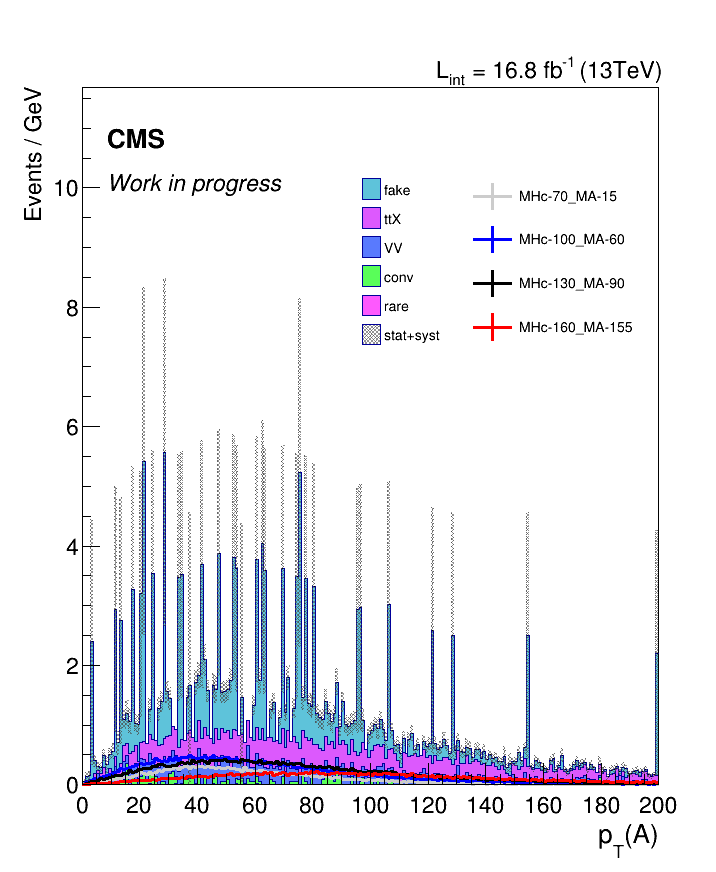 L_int = 16.8 fb^-1 (13TeV)
Events / GeV
CMS
Work in progress
fake
ttX
VV
conv
rare
stat+syst
MHc-70_MA-15
MHc-100_MA-60
MHc-130_MA-90
MHc-160_MA-155
10
8
6
4
2
0
0 20 40 60 80 100 120 140 160 180 200
p_T(A)